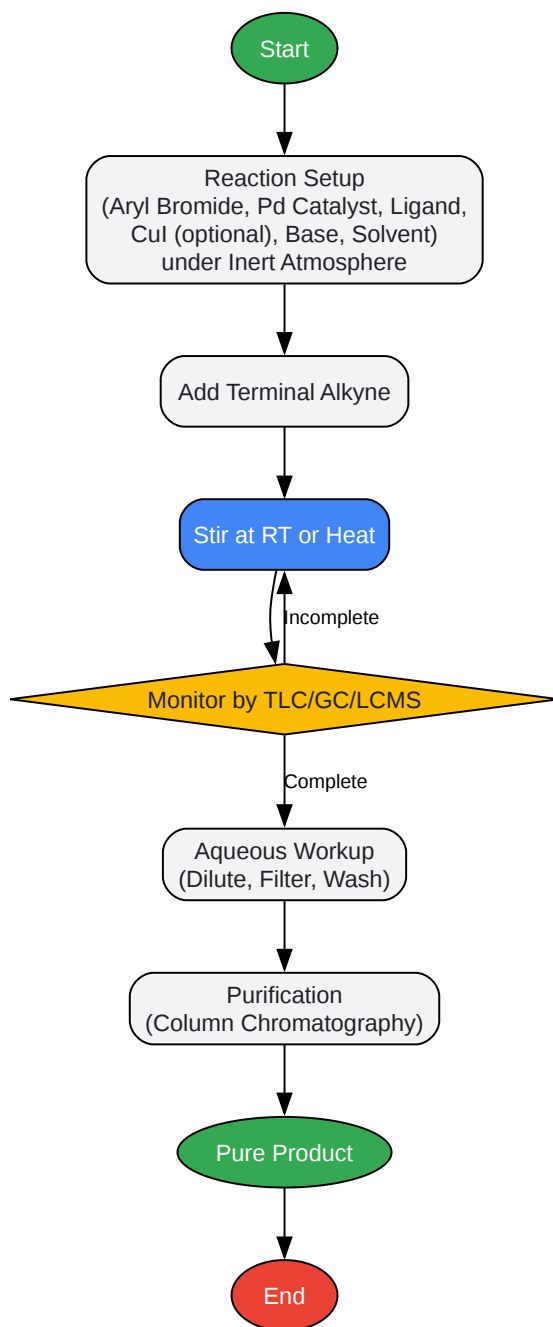 Start
Reaction Setup
(Aryl Bromide, Pd Catalyst, Ligand,
CuI (optional), Base, Solvent)
under Inert Atmosphere
Add Terminal Alkyne
Stir at RT or Heat
Incomplete
Monitor by TLC/GC/LCMS
Complete
Aqueous Workup
(Dilute, Filter, Wash)
Purification
(Column Chromatography)
Pure Product
End